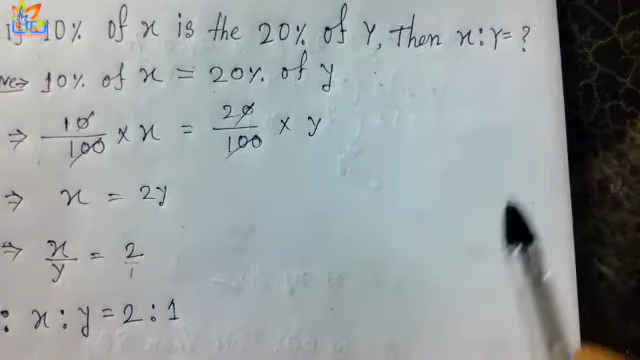 If 10% of x is the 20% of y, then x:y=?
⇒ 10% of x = 20% of y
⇒ 10/100 × x = 20/100 × y
⇒ x = 2y
⇒ x/y = 2/1
: x:y = 2:1